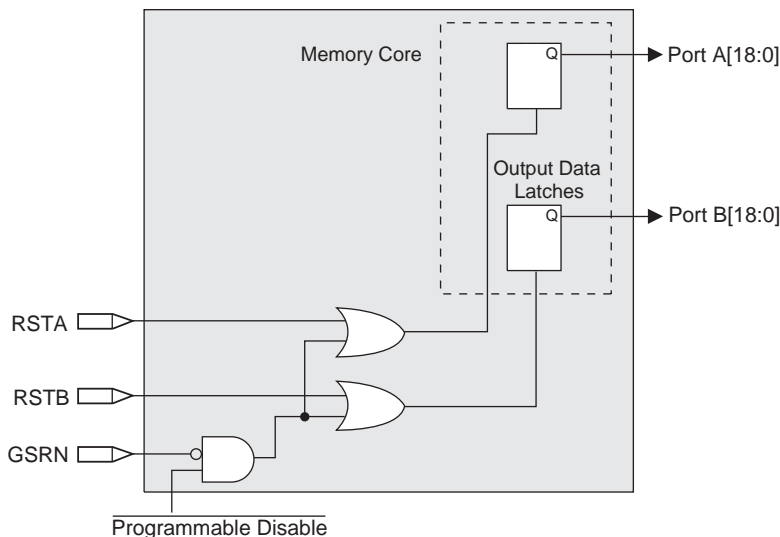 Memory Core
Q
Port A[18:0]
Output Data
Latches
Q
Port B[18:0]
RSTA
RSTB
GSRN
Programmable Disable